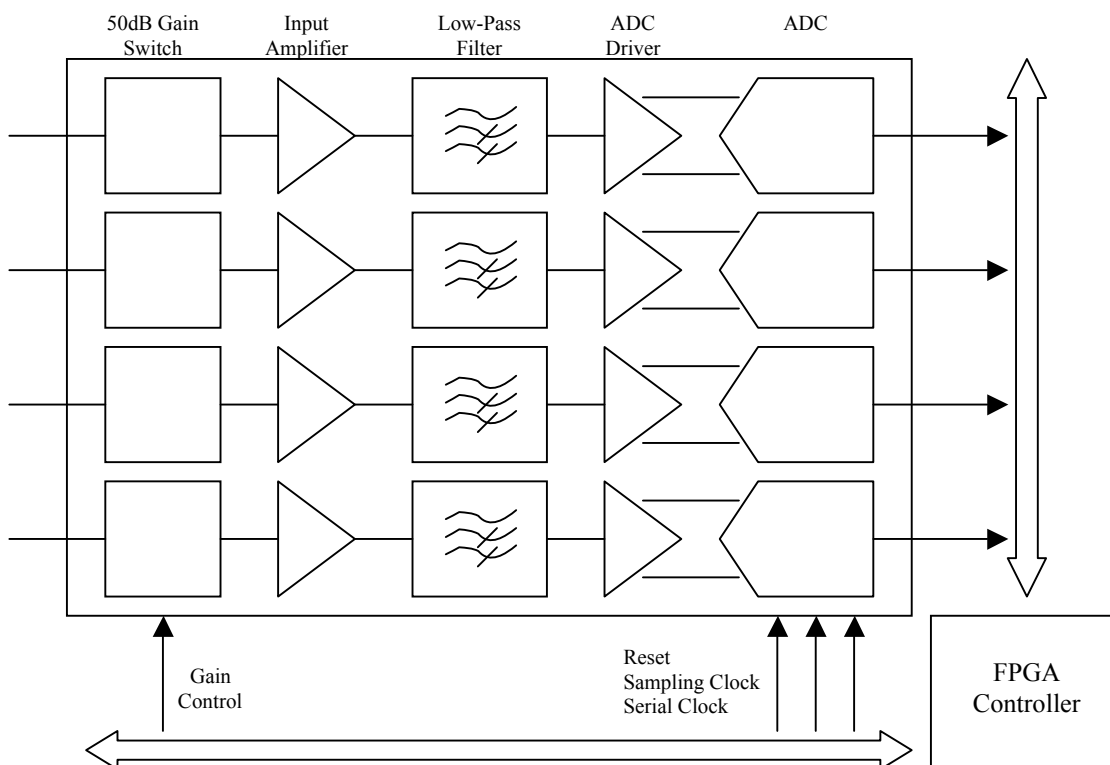 50dB Gain
Switch
Input
Amplifier
Low-Pass
Filter
ADC
Driver
ADC
Gain
Control
Reset
Sampling Clock
Serial Clock
FPGA
Controller